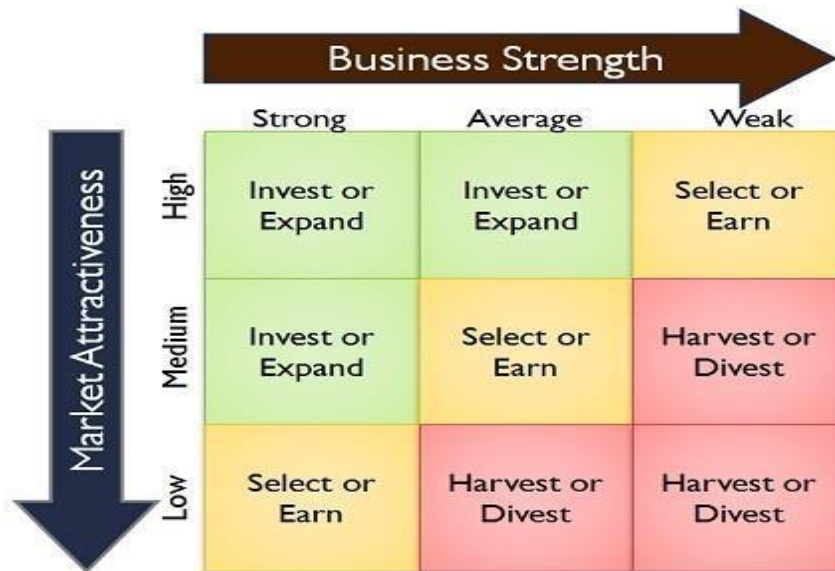 Business Strength
Strong Average Weak
Market Attractiveness
High
Invest or
Expand
Invest or
Expand
Select or
Earn
Medium
Invest or
Expand
Select or
Earn
Harvest or
Divest
Low
Select or
Earn
Harvest or
Divest
Harvest or
Divest